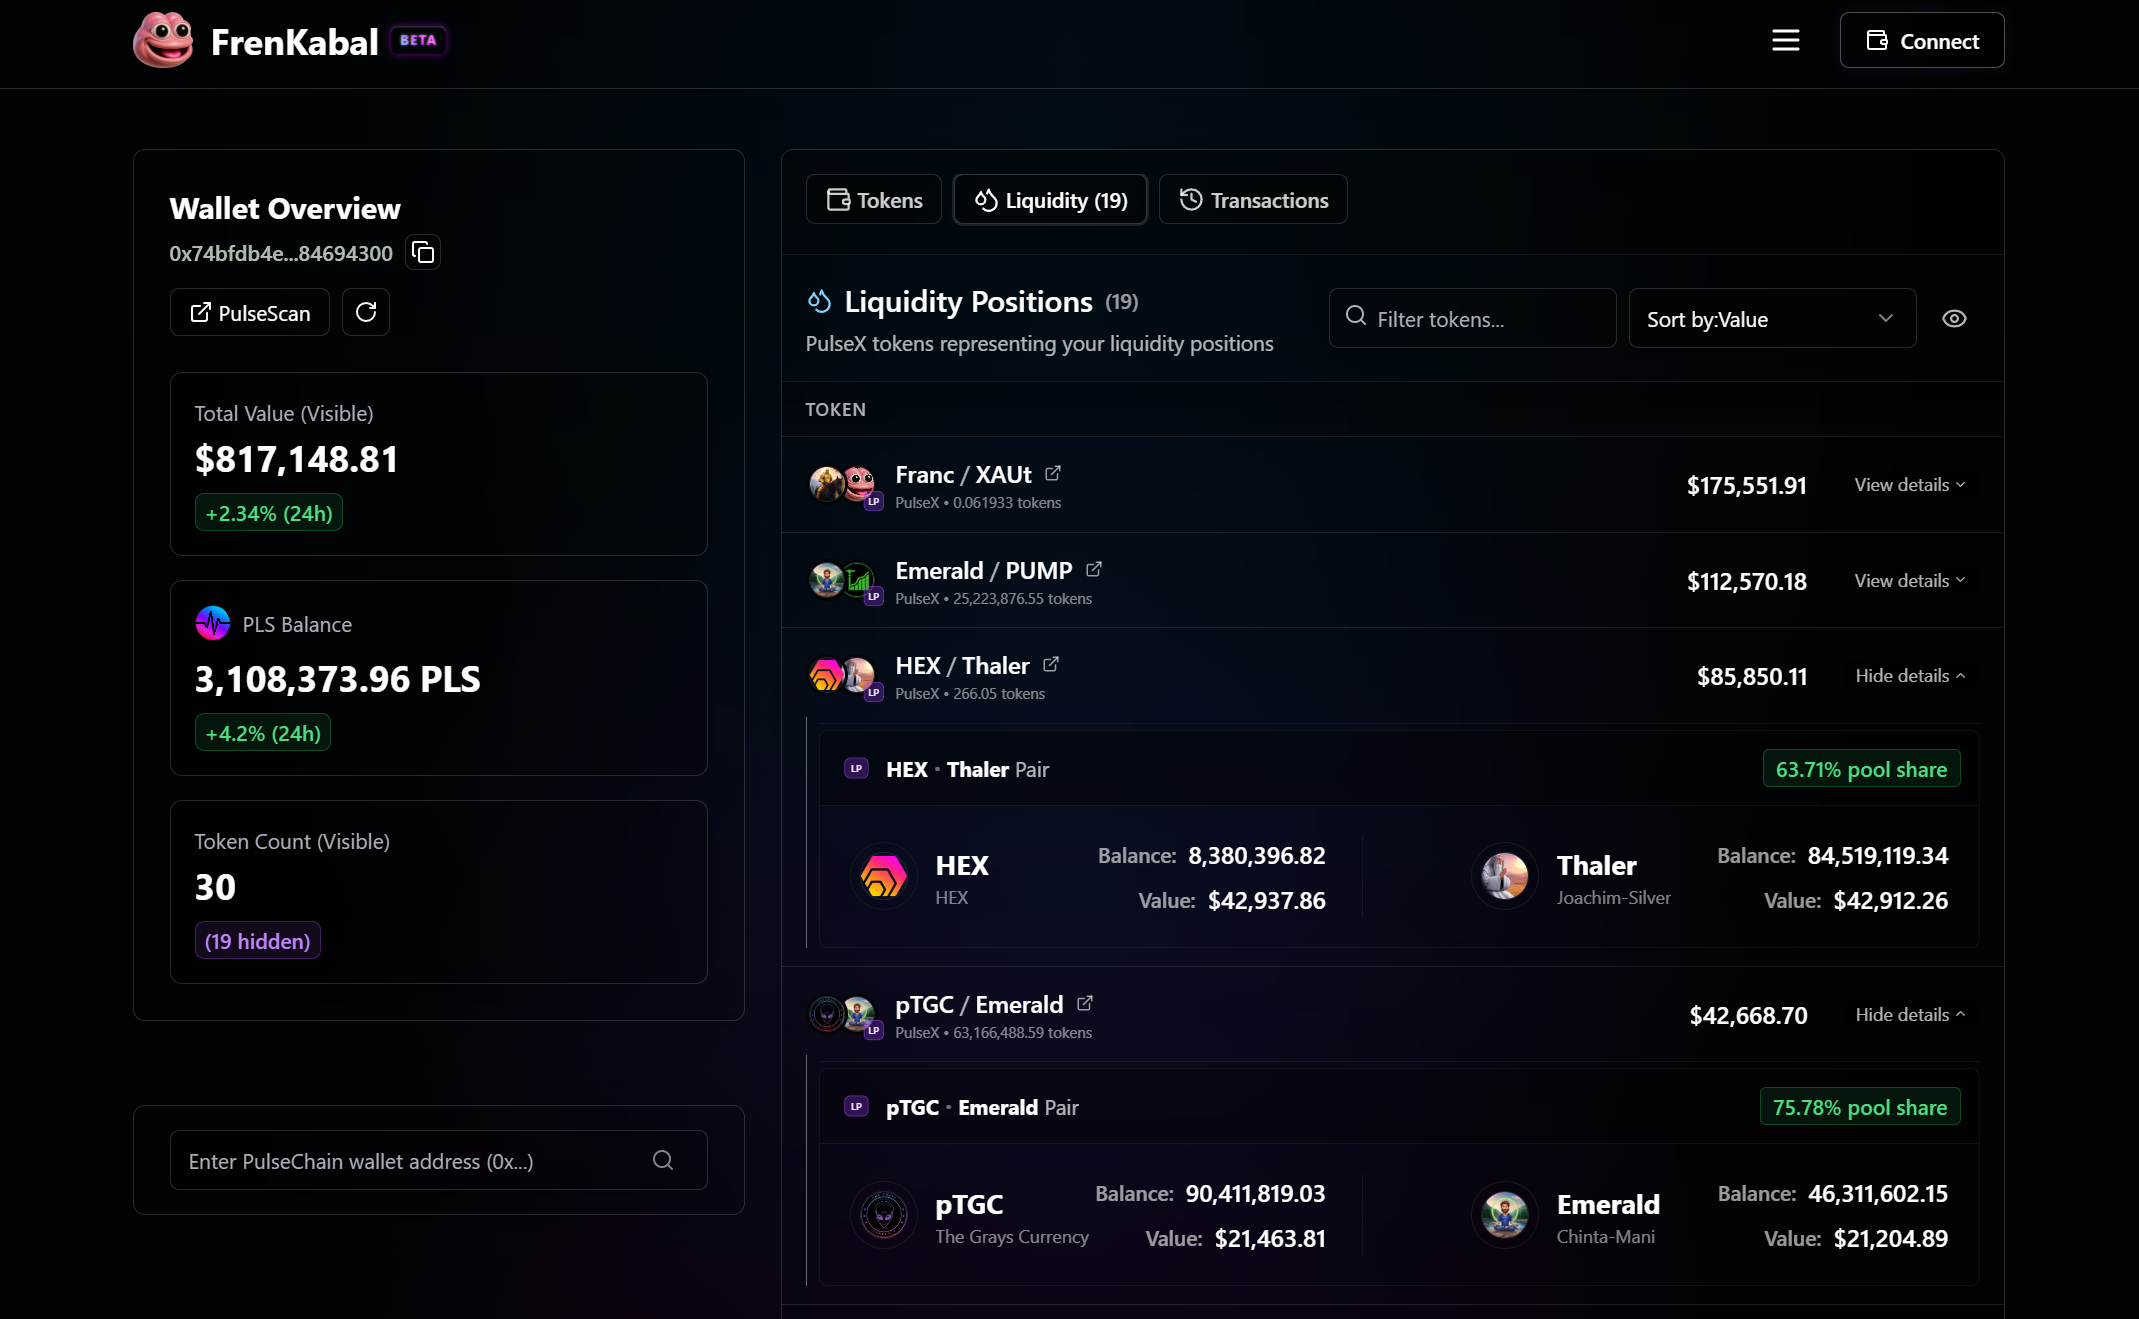 FrenKabal BETA
Connect
Wallet Overview
0x74bfdb4e...84694300
PulseScan
Total Value (Visible)
$817,148.81
+2.34% (24h)
PLS Balance
3,108,373.96 PLS
+4.2% (24h)
Token Count (Visible)
30
(19 hidden)
Enter PulseChain wallet address (0x...)
Tokens
Liquidity (19)
Transactions
Liquidity Positions (19)
PulseX tokens representing your liquidity positions
Filter tokens...
Sort by:Value
TOKEN
LP
Franc / XAUt
PulseX • 0.061933 tokens
$175,551.91
View details
LP
Emerald / PUMP
PulseX • 25,223,876.55 tokens
$112,570.18
View details
LP
HEX / Thaler
PulseX • 266.05 tokens
$85,850.11
Hide details
LP HEX · Thaler Pair
63.71% pool share
HEX
HEX
Balance: 8,380,396.82
Value: $42,937.86
Thaler
Joachim-Silver
Balance: 84,519,119.34
Value: $42,912.26
LP
pTGC / Emerald
PulseX • 63,166,488.59 tokens
$42,668.70
Hide details
LP pTGC · Emerald Pair
75.78% pool share
pTGC
The Grays Currency
Balance: 90,411,819.03
Value: $21,463.81
Emerald
Chinta-Mani
Balance: 46,311,602.15
Value: $21,204.89